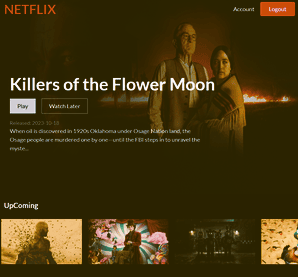 NETFLIX
Account
Logout
Killers of the Flower Moon
Play
Watch Later
Released: 2023-10-18
When oil is discovered in 1920s Oklahoma under Osage Nation land, the
Osage people are murdered one by one - until the FBI steps in to unravel the
myste...
UpComing